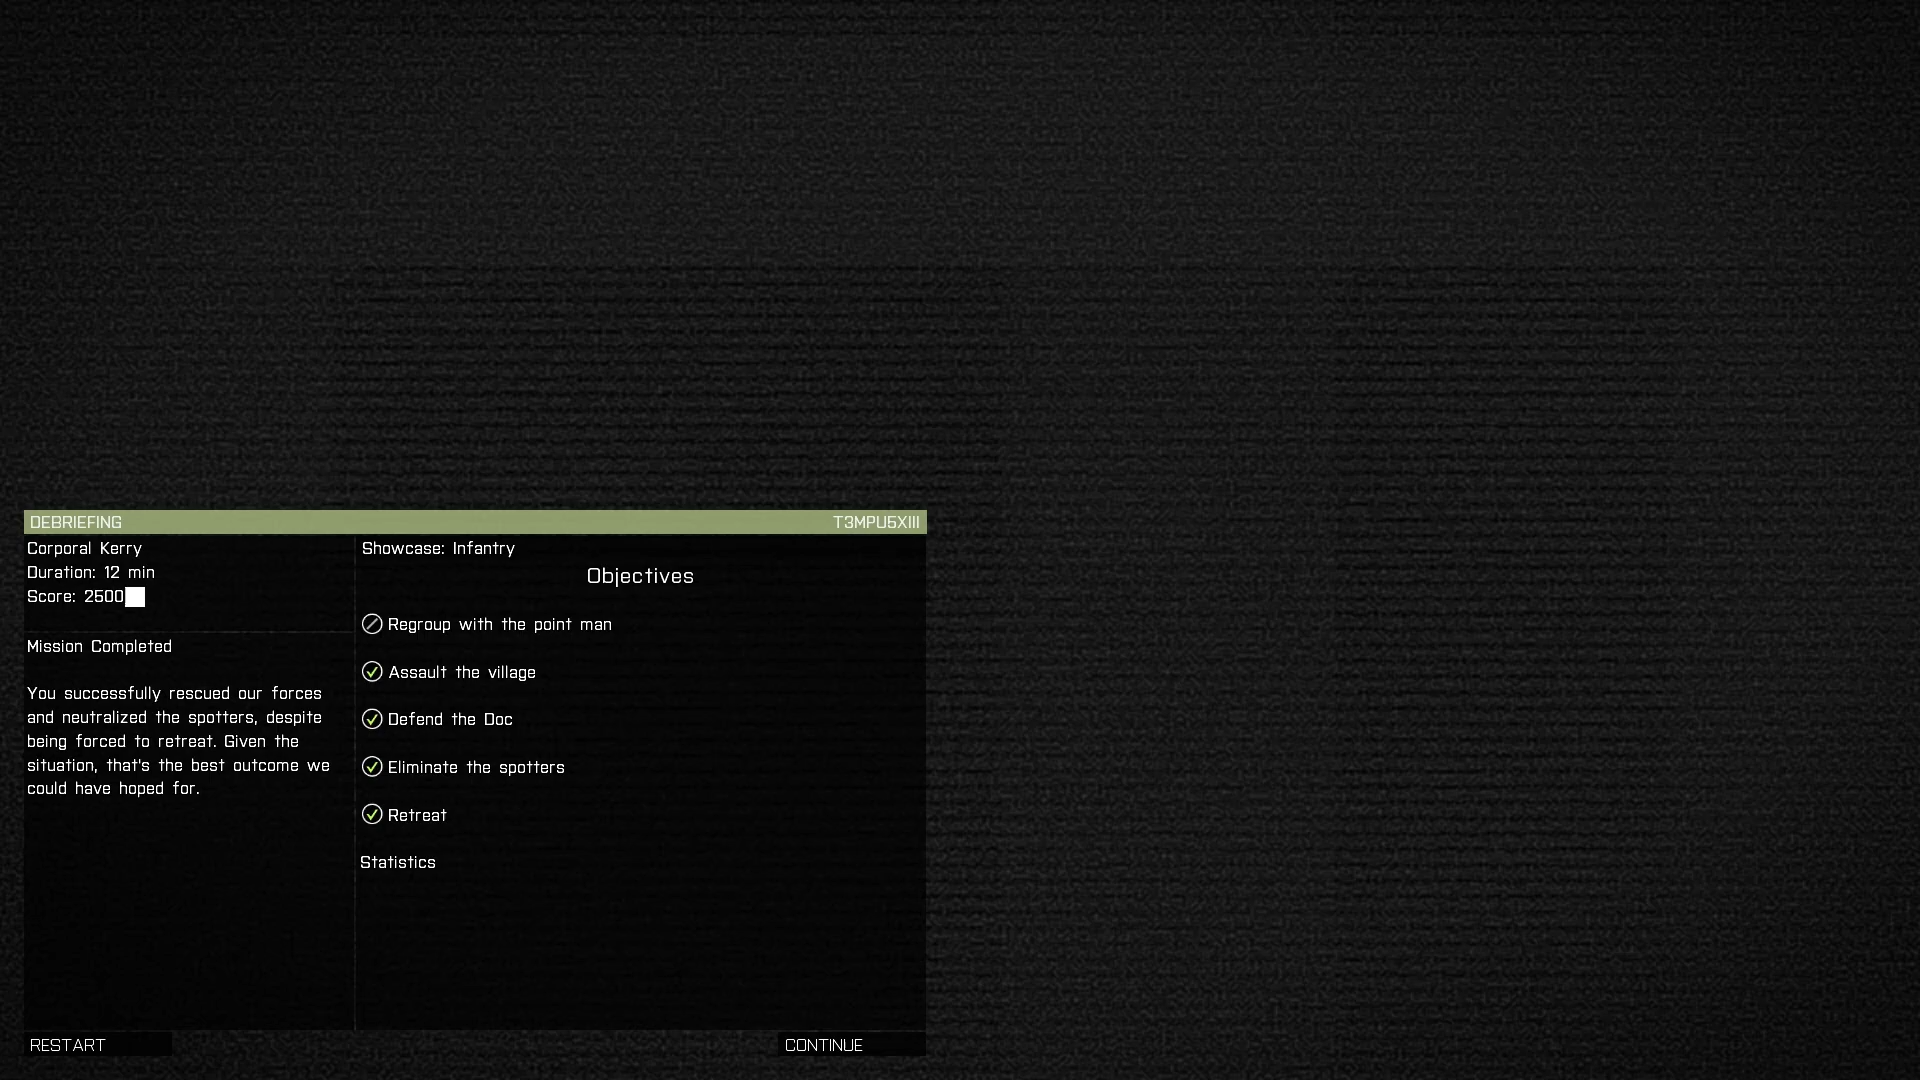 DEBRIEFING T3MPU5XIII
Corporal Kerry
Duration: 12 min
Score: 2500
Mission Completed
You successfully rescued our forces
and neutralized the spotters, despite
being forced to retreat. Given the
situation, that's the best outcome we
could have hoped for.
Showcase: Infantry
Objectives
Regroup with the point man
Assault the village
Defend the Doc
Eliminate the spotters
Retreat
Statistics
RESTART
CONTINUE